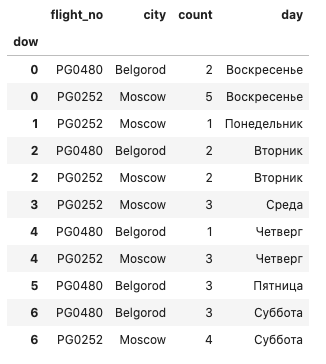 flight_no city count day
dow
0 PG0480 Belgorod 2 Воскресенье
0 PG0252 Moscow 5 Воскресенье
1 PG0252 Moscow 1 Понедельник
2 PG0480 Belgorod 2 Вторник
2 PG0252 Moscow 2 Вторник
3 PG0252 Moscow 3 Среда
4 PG0480 Belgorod 1 Четверг
4 PG0252 Moscow 3 Четверг
5 PG0480 Belgorod 3 Пятница
6 PG0480 Belgorod 3 Суббота
6 PG0252 Moscow 4 Суббота